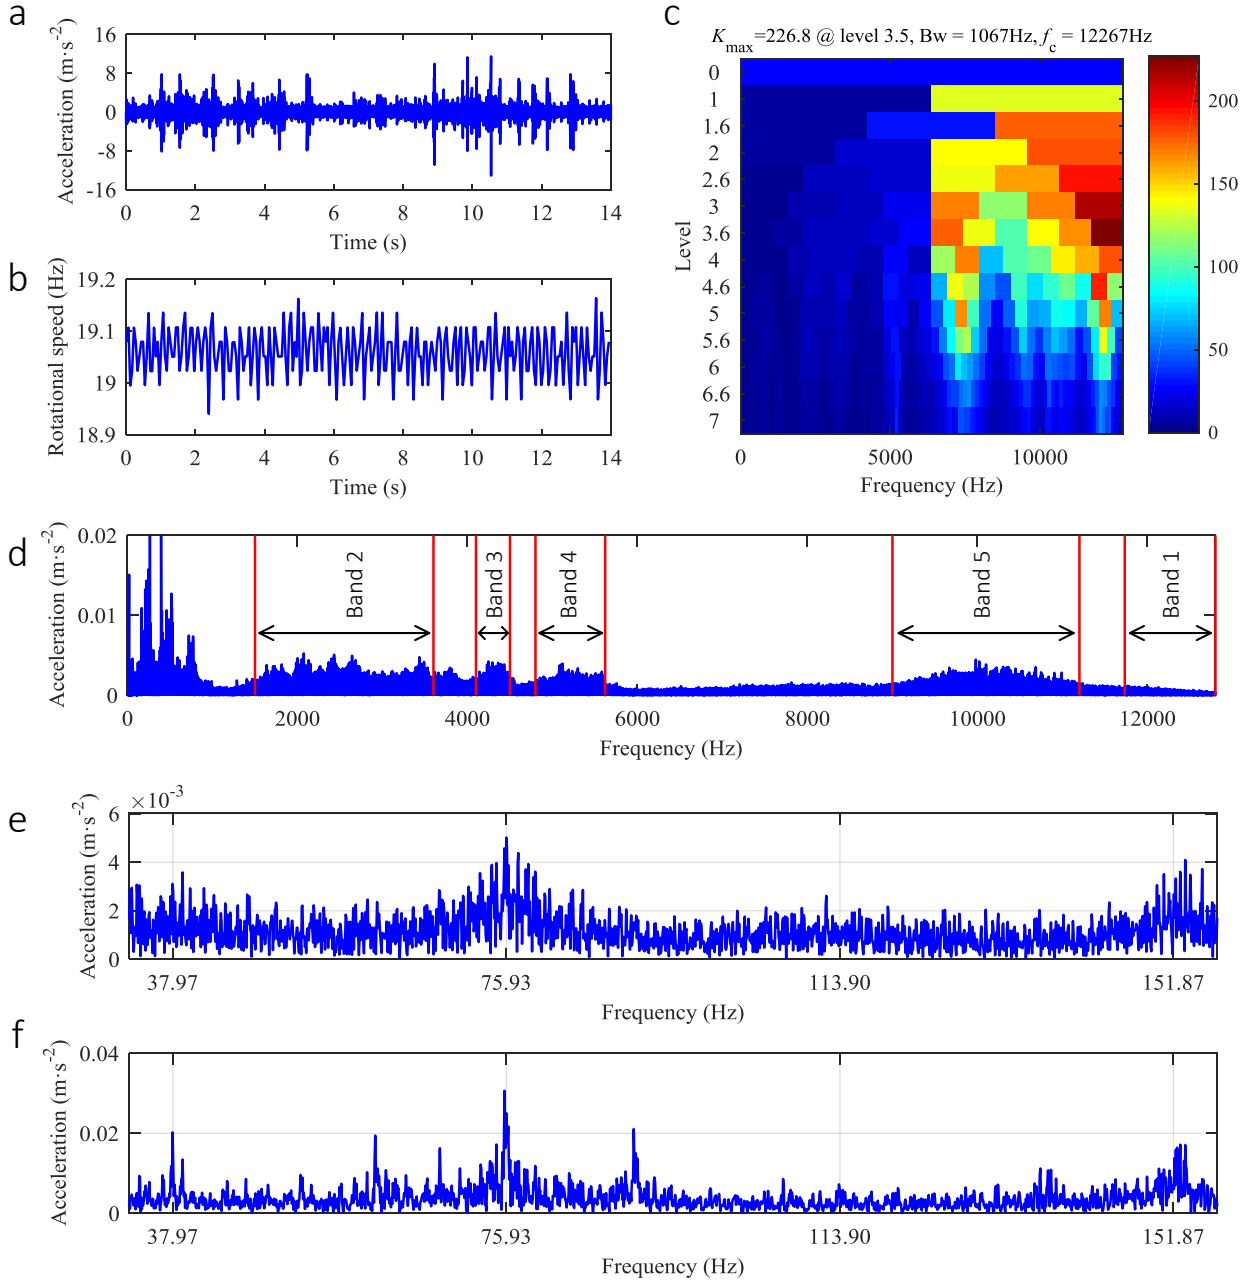 a
Acceleration (m·s-2)
16
8
0
-8
-16
0 2 4 6 8 10 12 14
Time (s)
b
Rotational speed (Hz)
19.2
19.1
19
18.9
0 2 4 6 8 10 12 14
Time (s)
c
Kmax=226.8 @ level 3.5, Bw = 1067Hz, fc = 12267Hz
Level
0
1
1.6
2
2.6
3
3.6
4
4.6
5
5.6
6
6.6
7
0 5000 10000
Frequency (Hz)
200
150
100
50
0
d
Acceleration (m·s-2)
0.02
0.01
0
Band 2
Band 3
Band 4
Band 5
Band 1
0 2000 4000 6000 8000 10000 12000
Frequency (Hz)
e
Acceleration (m·s-2)
×10-3
6
4
2
0
37.97 75.93 113.90 151.87
Frequency (Hz)
f
Acceleration (m·s-2)
0.04
0.02
0
37.97 75.93 113.90 151.87
Frequency (Hz)